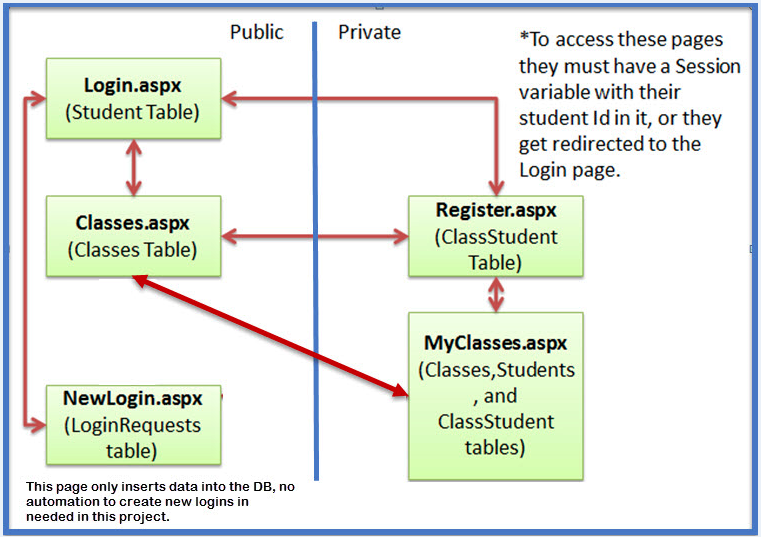 Public
Private
*To access these pages
they must have a Session
variable with their
student Id in it, or they
get redirected to the
Login page.
Login.aspx
(Student Table)
Classes.aspx
(Classes Table)
Register.aspx
(ClassStudent
Table)
MyClasses.aspx
(Classes,Students
, and
ClassStudent
tables)
NewLogin.aspx
(LoginRequests
table)
This page only inserts data into the DB, no
automation to create new logins in
needed in this project.